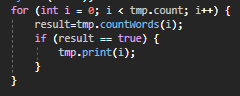 for (int i = 0; i < tmp.count; i++) {
result=tmp.countWords(i);
if (result == true) {
tmp.print(i);
}
}